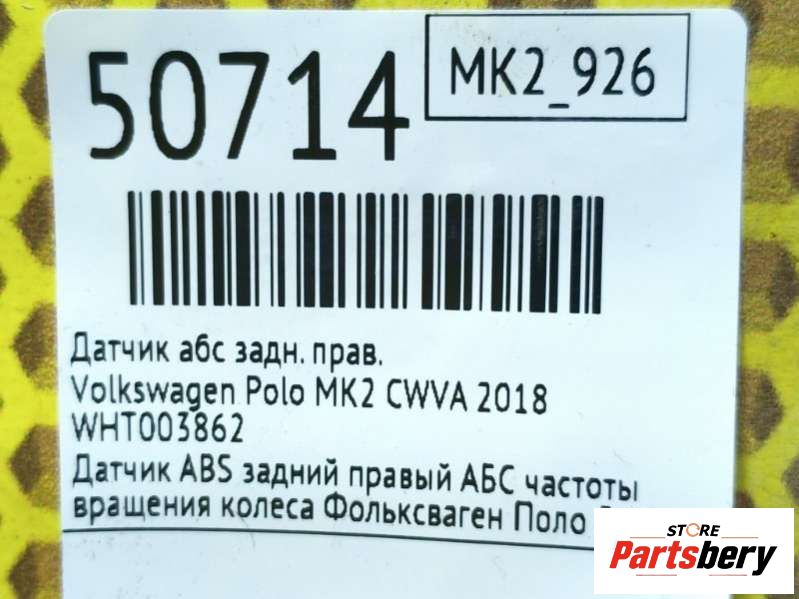 50714
MK2_926
Датчик абс задн. прав.
Volkswagen Polo MK2 CWVA 2018
WHT003862
Датчик ABS задний правый АБС частоты
вращения колеса Фольксваген Поло
STORE
Partsbery